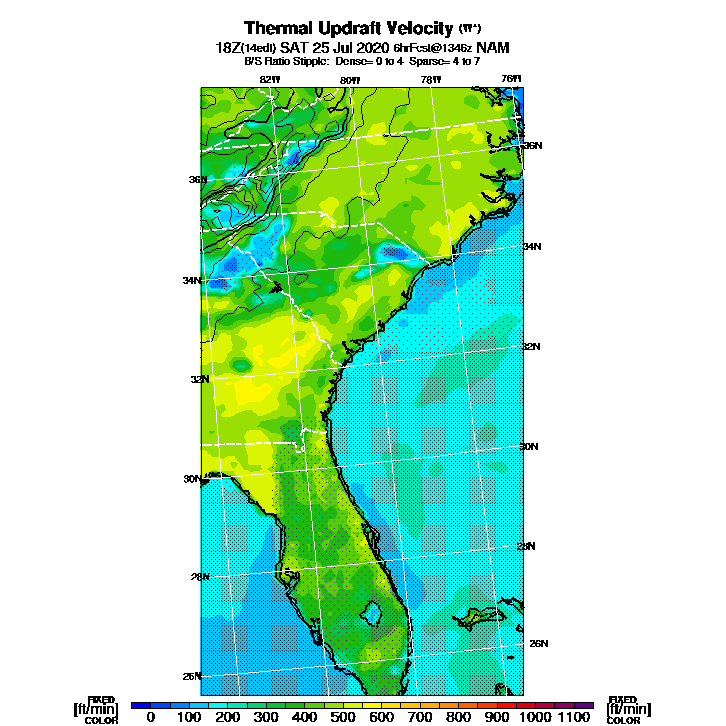 Thermal Updraft Velocity (W*)
18Z(14edt) SAT 25 Jul 2020 6hrFcst@1346z NAM
B/S Ratio Stipple: Dense= 0 to 4 Sparse= 4 to 7
82W 80W 78W 76W
36N
36N
34N
34N
32N
32N
30N
30N
28N
28N
26N
26N
FIXED FIXED
[ft/min] 0 100 200 300 400 500 600 700 800 900 1000 1100 [ft/min]
COLOR COLOR